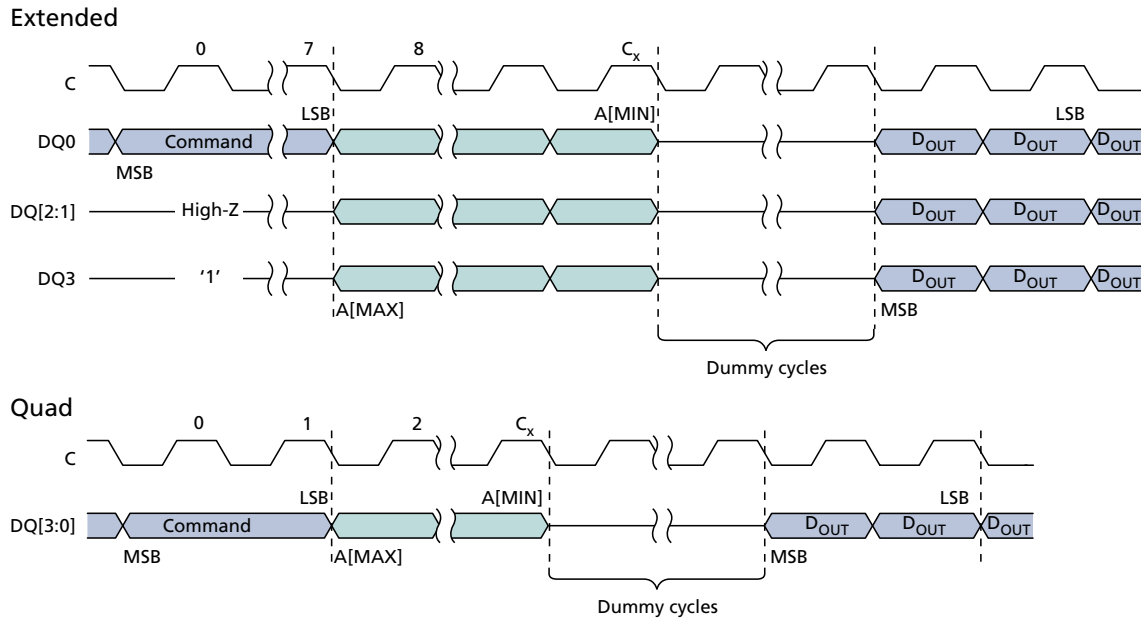 Extended
0 7 8 Cx
C
LSB A[MIN] LSB
DQ0 Command DOUT DOUT DOUT
MSB
DQ[2:1] High-Z DOUT DOUT DOUT
DQ3 ‘1’ DOUT DOUT DOUT
A[MAX] MSB
Dummy cycles
Quad
0 1 2 Cx
C
LSB A[MIN] LSB
DQ[3:0] Command DOUT DOUT DOUT
MSB A[MAX] MSB
Dummy cycles